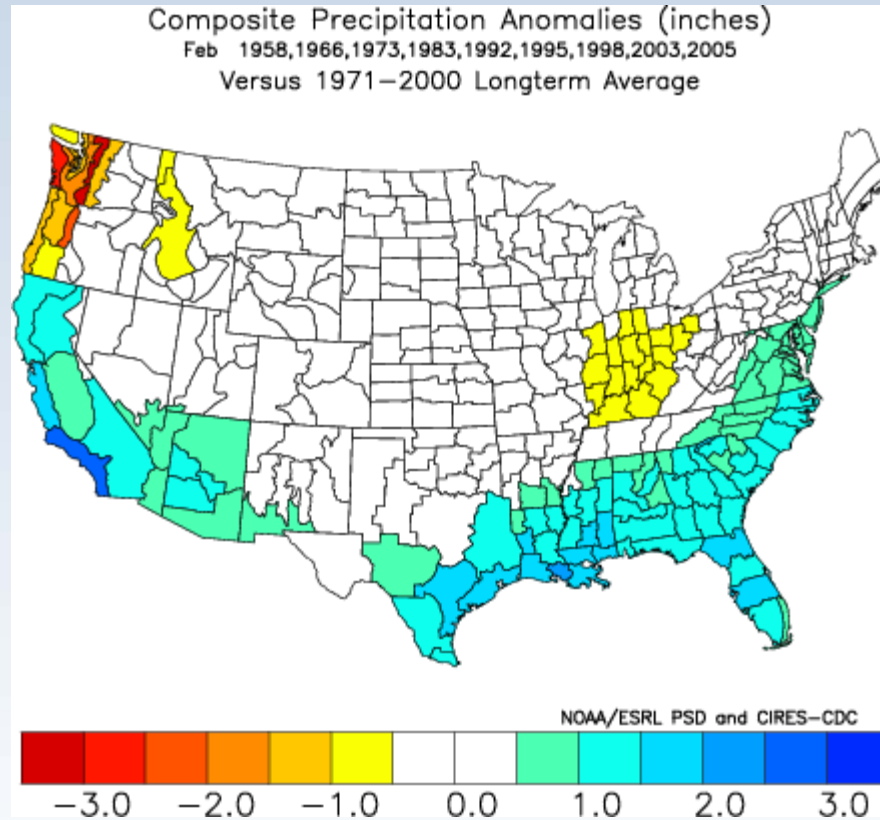 Composite Precipitation Anomalies (inches)
Feb 1958,1966,1973,1983,1992,1995,1998,2003,2005
Versus 1971−2000 Longterm Average
NOAA/ESRL PSD and CIRES−CDC
−3.0 −2.0 −1.0 0.0 1.0 2.0 3.0